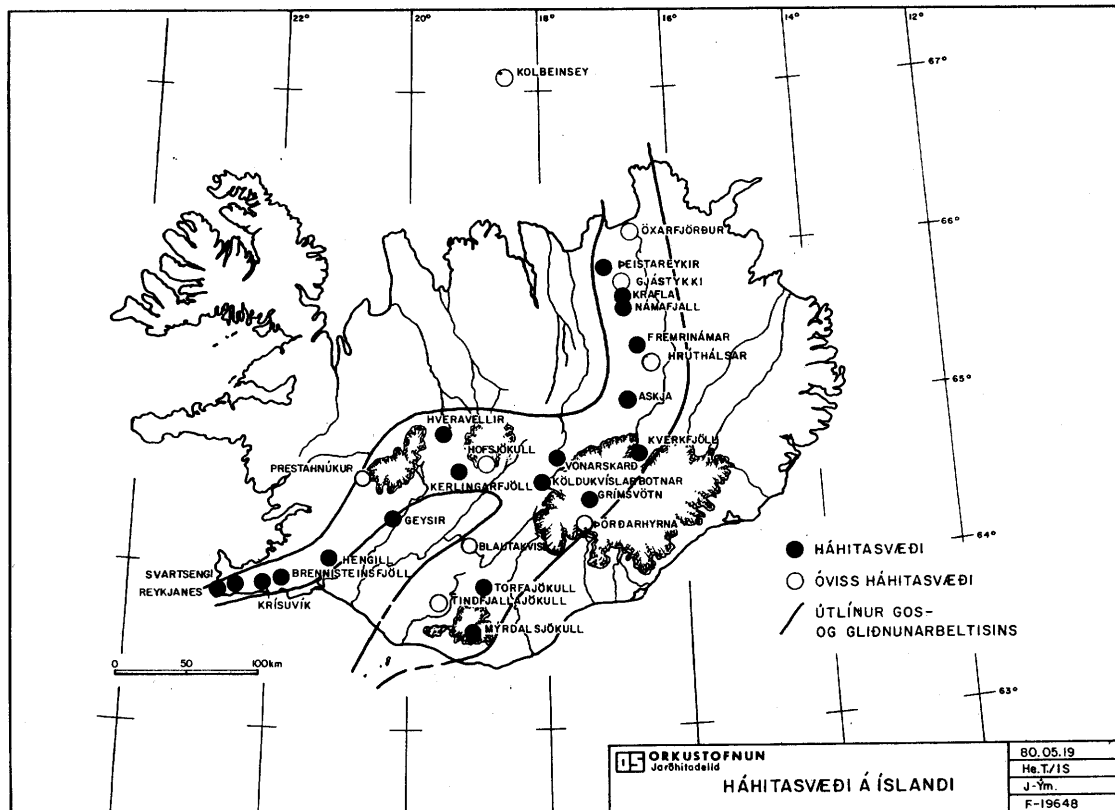 22°
20°
18°
16°
12°
67°
KOLBEINSEY
66°
ÖXARFJÖRÐUR
ÞEISTAREYKIR
GJÁSTYKKI
KRAFLA
NÁMAFJALL
FREMRINÁMAR
HRÚTHÁLSAR
65°
ASKJA
HVERAVELLIR
KVERKFJÖLL
HOFSJÖKULL
VONARSKARÐ
PRESTAHNÚKUR
KERLINGARFJÖLL
KÖLDUKVÍSLARBOTNAR
GRÍMSVÖTN
GEYSIR
ÞÓRÐARHYRNA
64°
BLAUTAKVÍSL
HENGILL
SVARTSENGI
BRENNISTEINSFJÖLL
REYKJANES
KRÍSUVÍK
TORFAJÖKULL
TINDFJALLAJÖKULL
MÝRDALSJÖKULL
HÁHITASVÆÐI
ÓVISS HÁHITASVÆÐI
ÚTLÍNUR GOS-
OG GLIÐNUNARBELTISINS
0 50 100km
63°
OS ORKUSTOFNUN
Jarðhitadeild
HÁHITASVÆÐI Á ÍSLANDI
80.05.19
He.T./IS
J-Ým.
F-19648